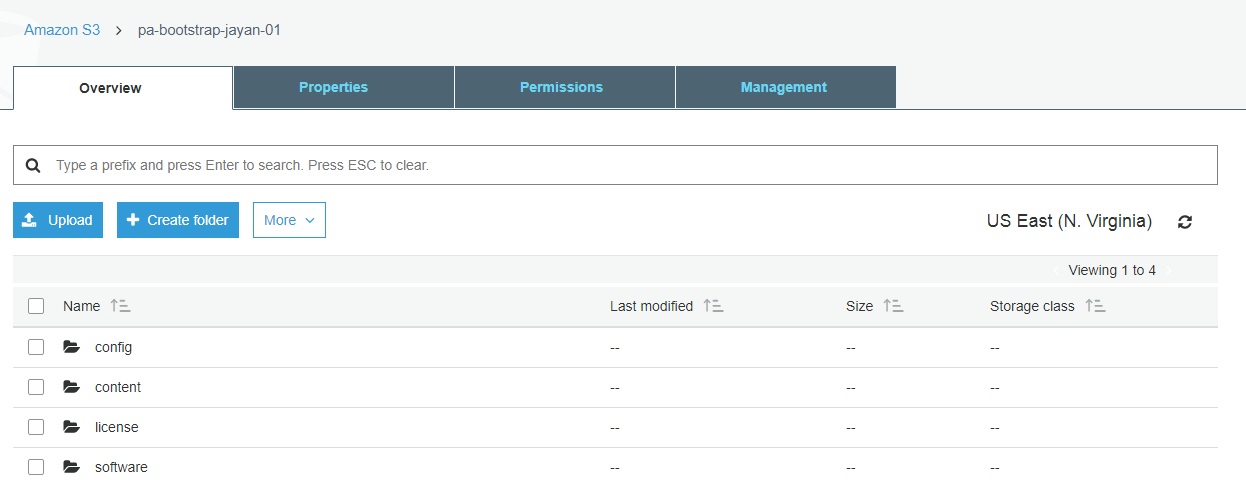 Amazon S3 > pa-bootstrap-jayan-01
Overview Properties Permissions Management
Type a prefix and press Enter to search. Press ESC to clear.
Upload Create folder More US East (N. Virginia)
Viewing 1 to 4
Name Last modified Size Storage class
config -- -- --
content -- -- --
license -- -- --
software -- -- --